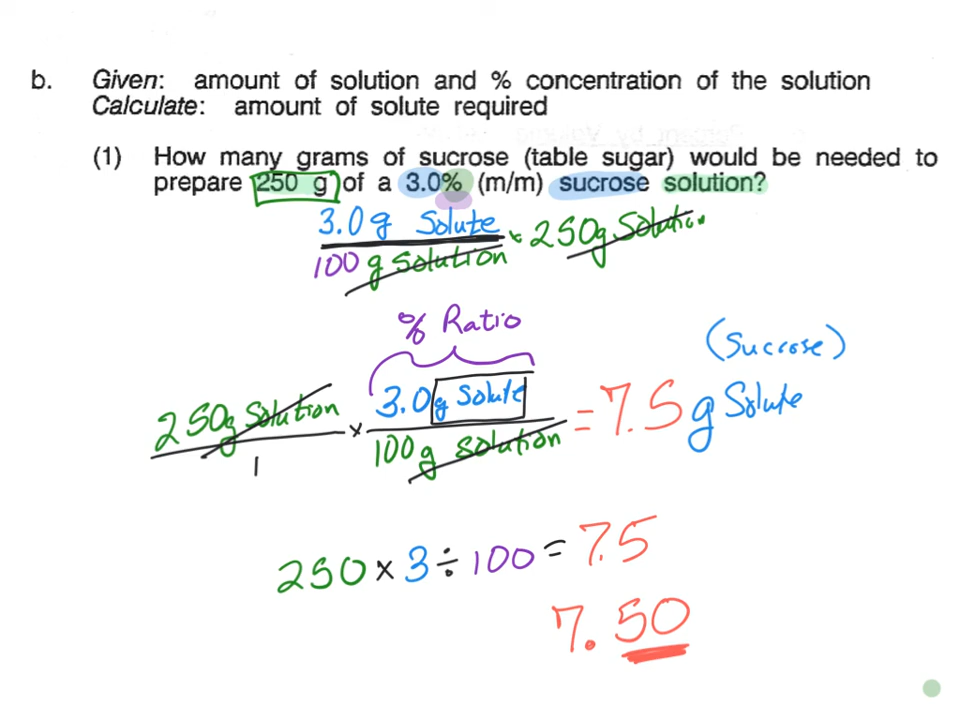 b. Given: amount of solution and % concentration of the solution
Calculate: amount of solute required
(1) How many grams of sucrose (table sugar) would be needed to
prepare 250 g of a 3.0% (m/m) sucrose solution?
3.0 g Solute
100 g solution
× 250g Solution
% Ratio
(Sucrose)
250g Solution
1
×
3.0 g Solute
100 g solution
= 7.5 g Solute
250 × 3 ÷ 100 = 7.5
7.50